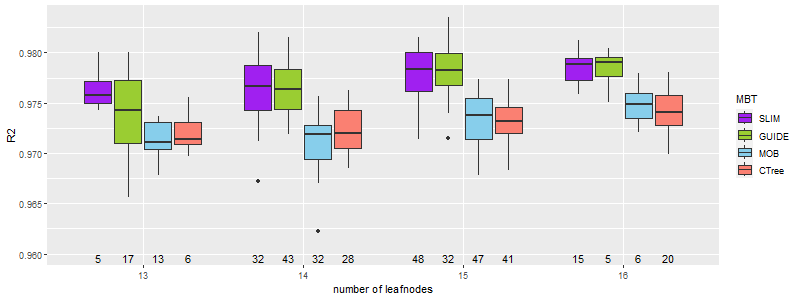 0.980
0.975
0.970
0.965
0.960
R2
5 17 13 6 32 43 32 28 48 32 47 41 15 5 6 20
13 14 15 16
number of leafnodes
MBT
SLIM
GUIDE
MOB
CTree